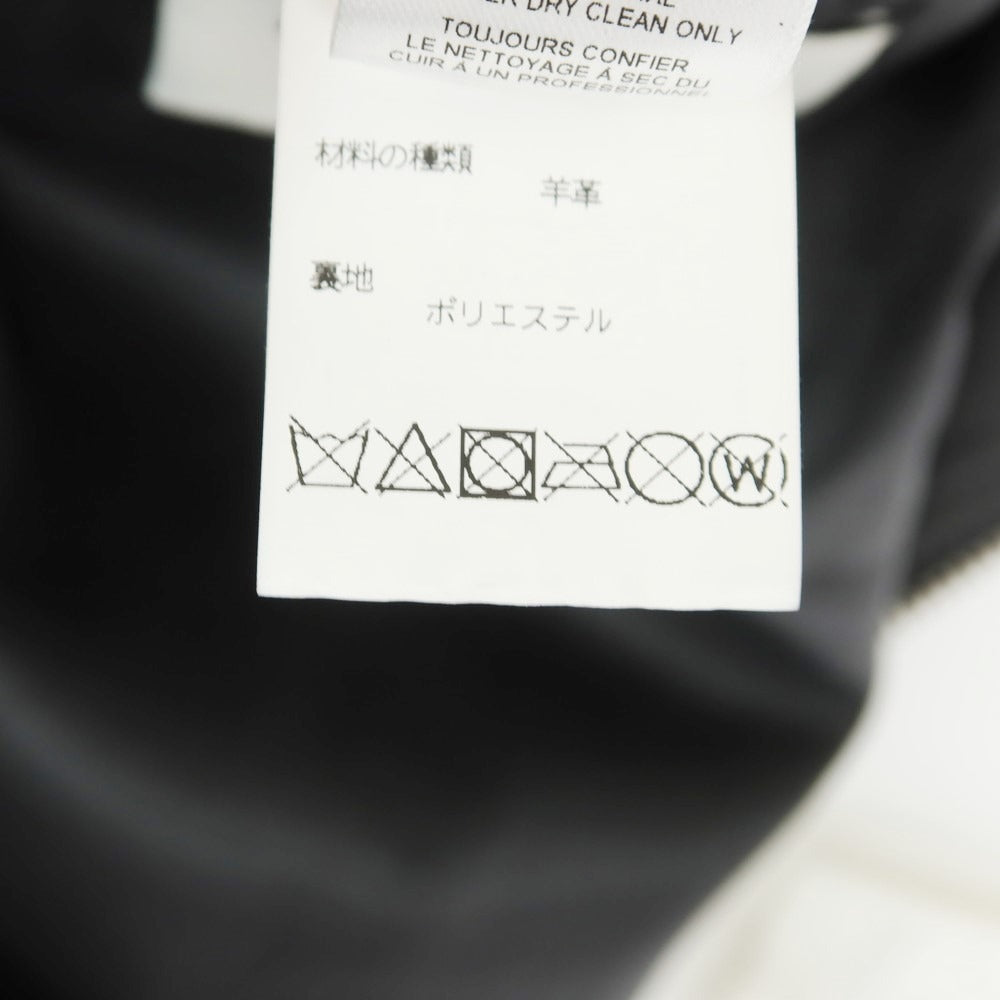 DRY CLEAN ONLY
TOUJOURS CONFIER
LE NETTOYAGE À SEC DU
CUIR À UN PROFESSIONNEL
材料の種類
羊革
裏地
ポリエステル
W